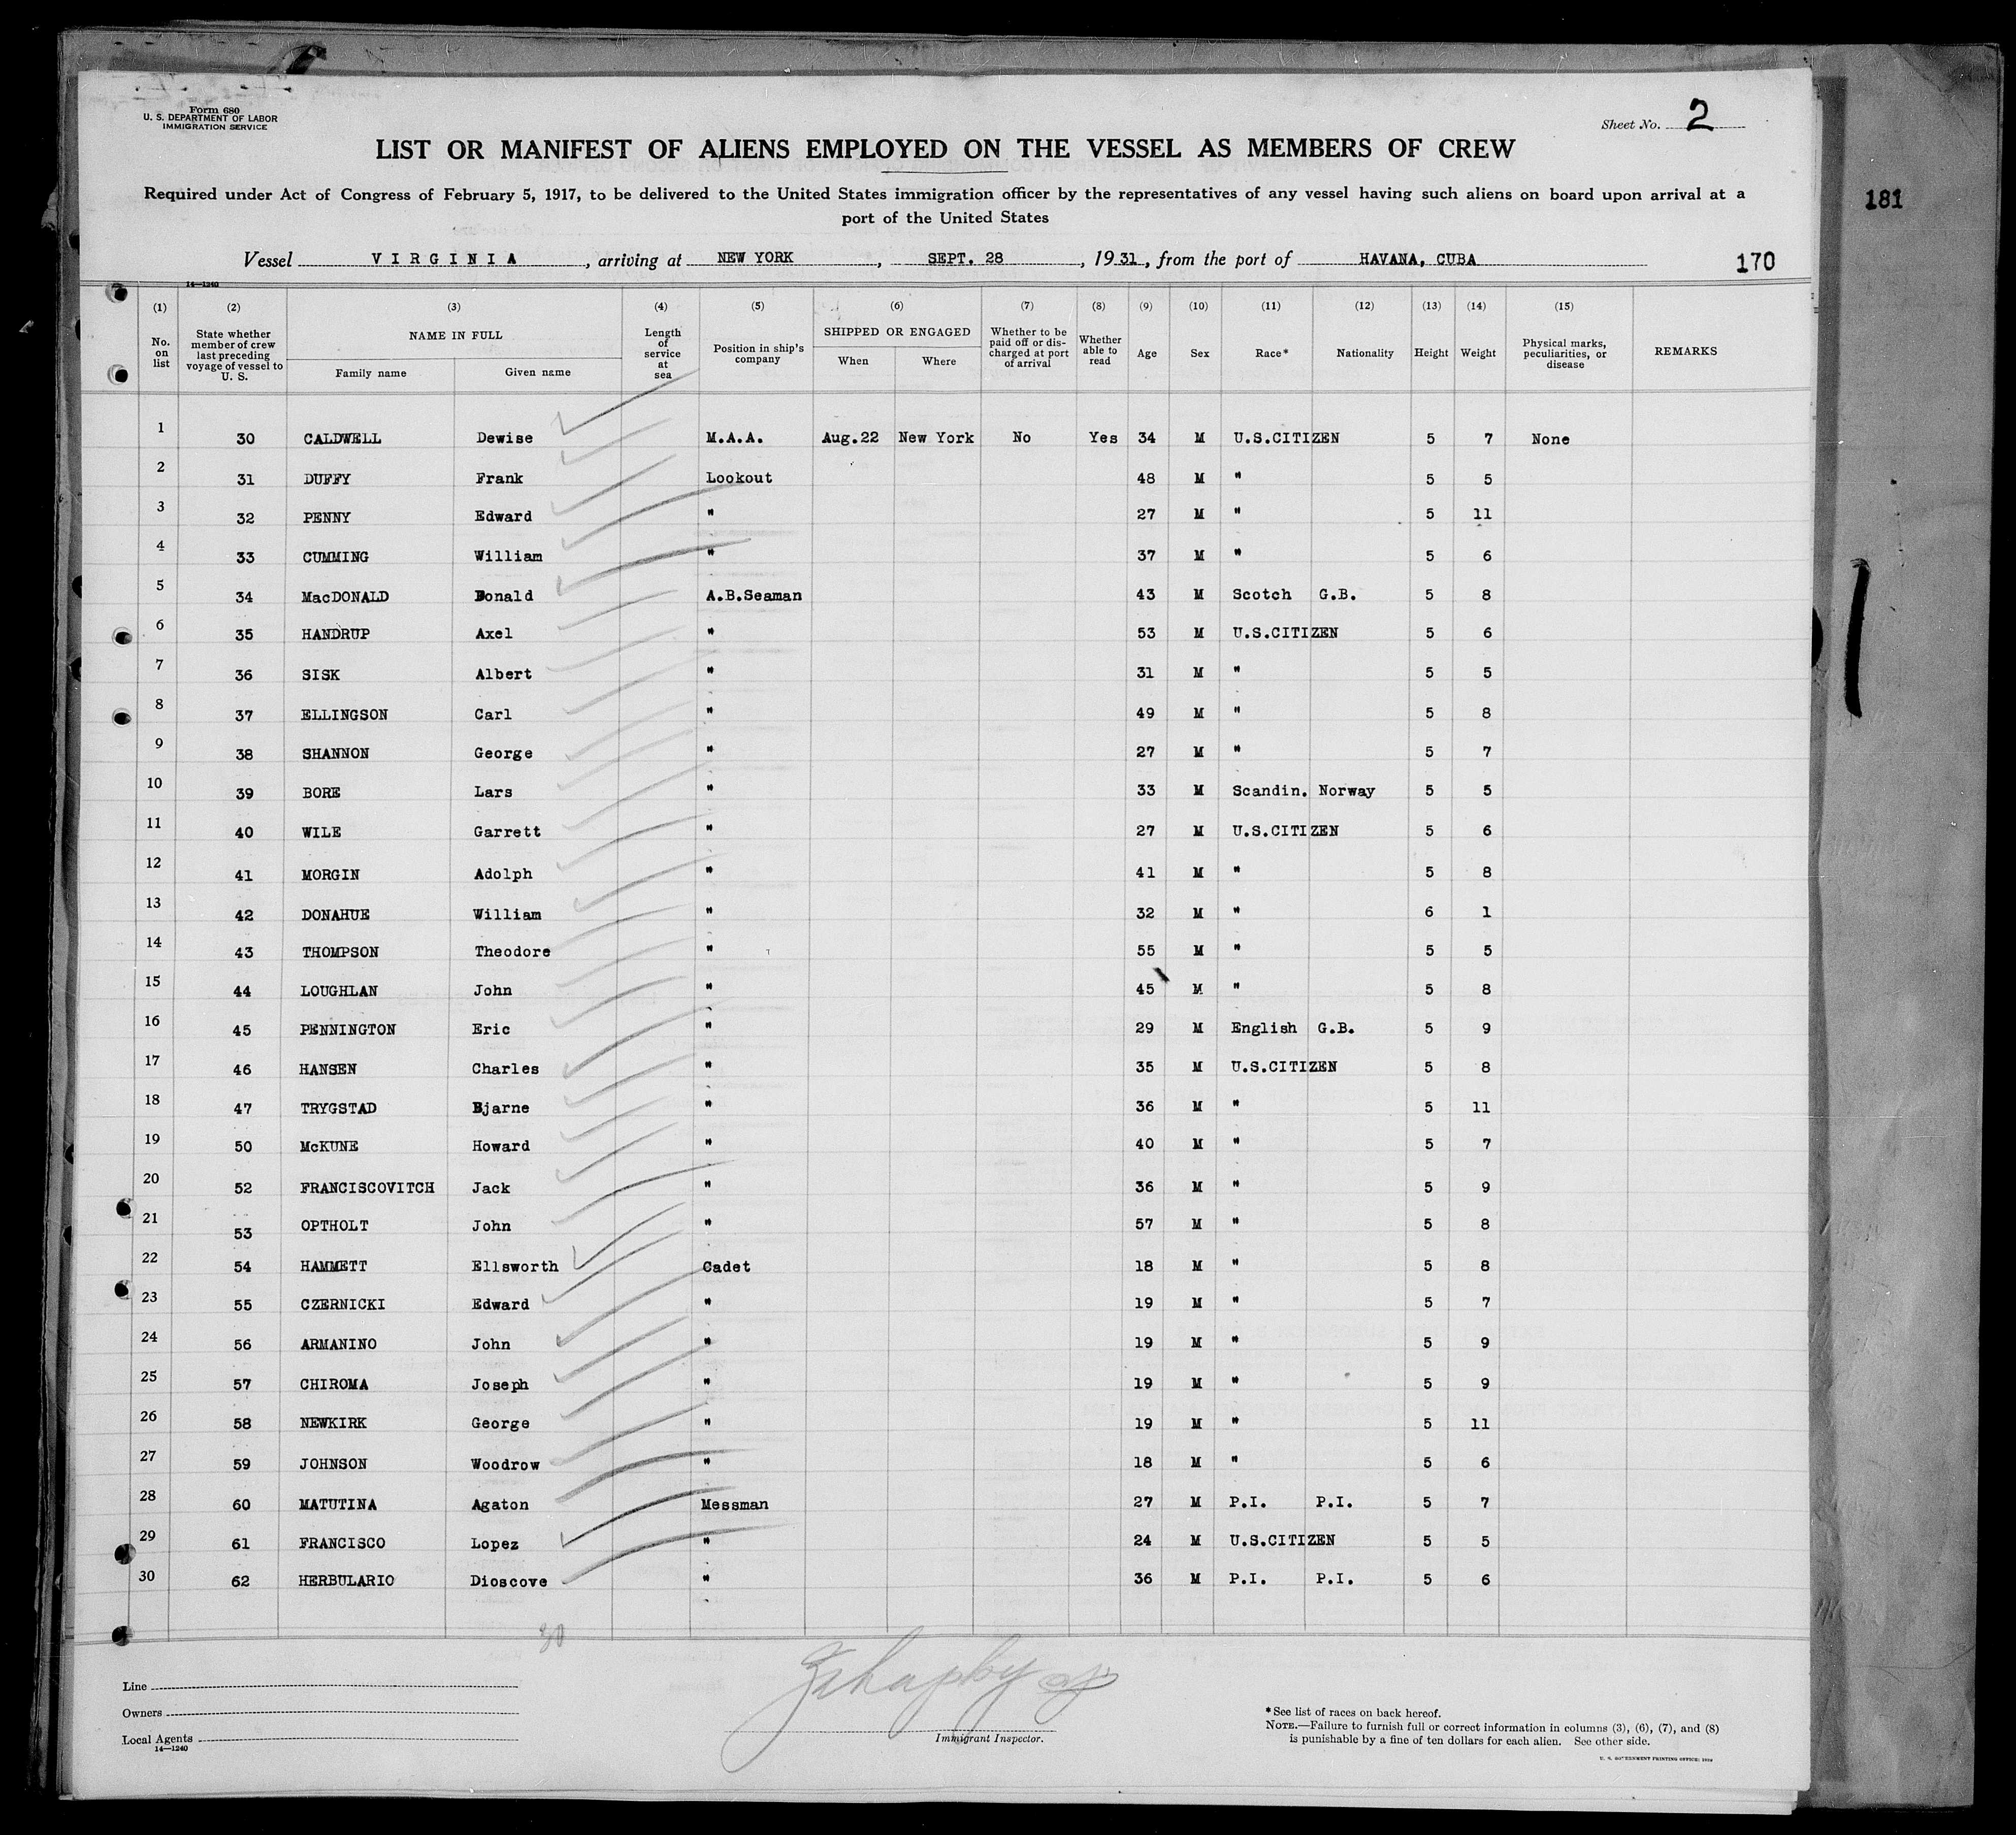 Form 680
U. S. DEPARTMENT OF LABOR
IMMIGRATION SERVICE
Sheet No. 2
LIST OR MANIFEST OF ALIENS EMPLOYED ON THE VESSEL AS MEMBERS OF CREW
Required under Act of Congress of February 5, 1917, to be delivered to the United States immigration officer by the representatives of any vessel having such aliens on board upon arrival at a
port of the United States
181
Vessel VIRGINIA, arriving at NEW YORK, SEPT. 28, 1931, from the port of HAVANA, CUBA 170
14—1240
(1) (2) (3) (4) (5) (6) (7) (8) (9) (10) (11) (12) (13) (14) (15)
No. on list State whether member of crew last preceding voyage of vessel to U. S. NAME IN FULL Family name Given name Length of service at sea Position in ship's company SHIPPED OR ENGAGED When Where Whether to be paid off or discharged at port of arrival Whether able to read Age Sex Race* Nationality Height Weight Physical marks, peculiarities, or disease REMARKS
1 30 CALDWELL Dewise M.A.A. Aug.22 New York No Yes 34 M U.S.CITIZEN 5 7 None
2 31 DUFFY Frank Lookout 48 M " 5 5
3 32 PENNY Edward " 27 M " 5 11
4 33 CUMMING William " 37 M " 5 6
5 34 MacDONALD Donald A.B.Seaman 43 M Scotch G.B. 5 8
6 35 HANDRUP Axel " 53 M U.S.CITIZEN 5 6
7 36 SISK Albert " 31 M " 5 5
8 37 ELLINGSON Carl " 49 M " 5 8
9 38 SHANNON George " 27 M " 5 7
10 39 BORE Lars " 33 M Scandin. Norway 5 5
11 40 WILE Garrett " 27 M U.S.CITIZEN 5 6
12 41 MORGIN Adolph " 41 M " 5 8
13 42 DONAHUE William " 32 M " 6 1
14 43 THOMPSON Theodore " 55 M " 5 5
15 44 LOUGHLAN John " 45 M " 5 8
16 45 PENNINGTON Eric " 29 M English G.B. 5 9
17 46 HANSEN Charles " 35 M U.S.CITIZEN 5 8
18 47 TRYGSTAD Bjarne " 36 M " 5 11
19 50 McKUNE Howard " 40 M " 5 7
20 52 FRANCISCOVITCH Jack " 36 M " 5 9
21 53 OPTHOLT John " 57 M " 5 8
22 54 HAMMETT Ellsworth Cadet 18 M " 5 8
23 55 CZERNICKI Edward " 19 M " 5 7
24 56 ARMANINO John " 19 M " 5 9
25 57 CHIROMA Joseph " 19 M " 5 9
26 58 NEWKIRK George " 19 M " 5 11
27 59 JOHNSON Woodrow " 18 M " 5 6
28 60 MATUTINA Agaton Messman 27 M P.I. P.I. 5 7
29 61 FRANCISCO Lopez " 24 M U.S.CITIZEN 5 5
30 62 HERBULARIO Dioscove " 36 M P.I. P.I. 5 6
30
Line
Owners
Local Agents
14—1240
Immigrant Inspector.
*See list of races on back hereof.
NOTE.—Failure to furnish full or correct information in columns (3), (6), (7), and (8)
is punishable by a fine of ten dollars for each alien. See other side.